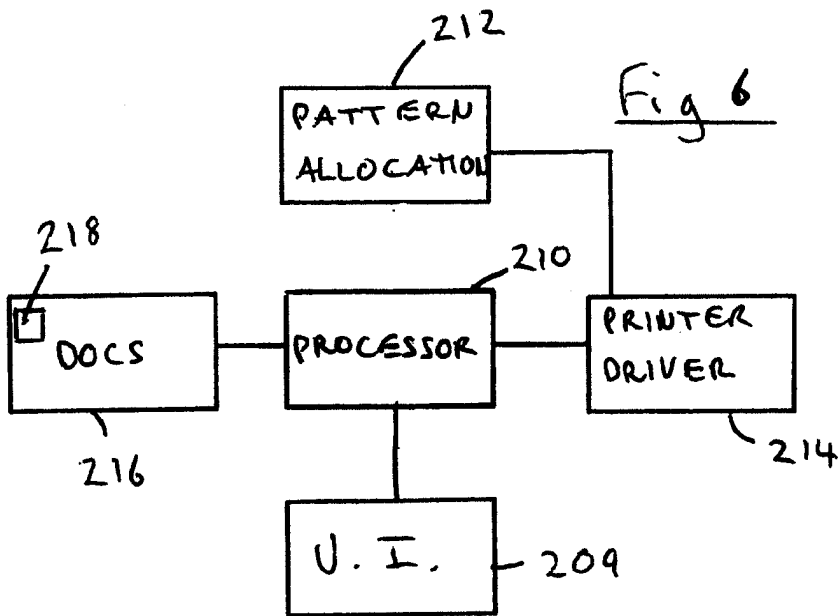 212
Fig 6
PATTERN
ALLOCATION
218
210
DOCS
PROCESSOR
PRINTER
DRIVER
216
214
U. I.
209